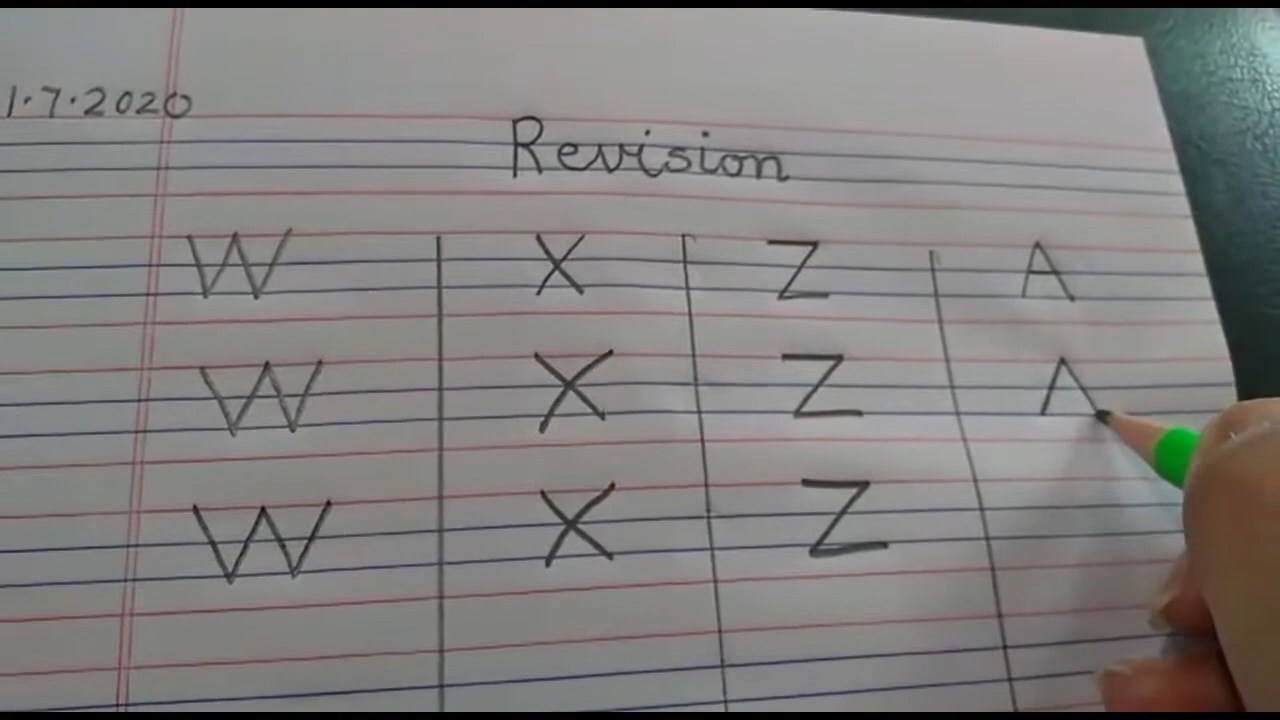 1.7.2020
Revision
W X Z A
W X Z
W X Z